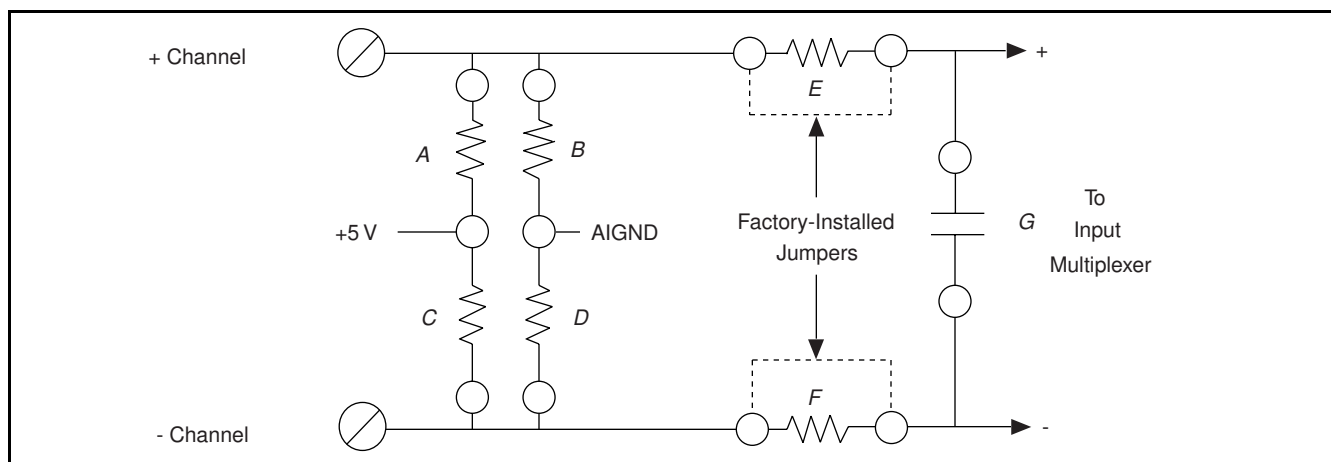 + Channel
+
E
A
B
+5 V
AIGND
Factory-Installed
Jumpers
G
To
Input
Multiplexer
C
D
F
- Channel
-